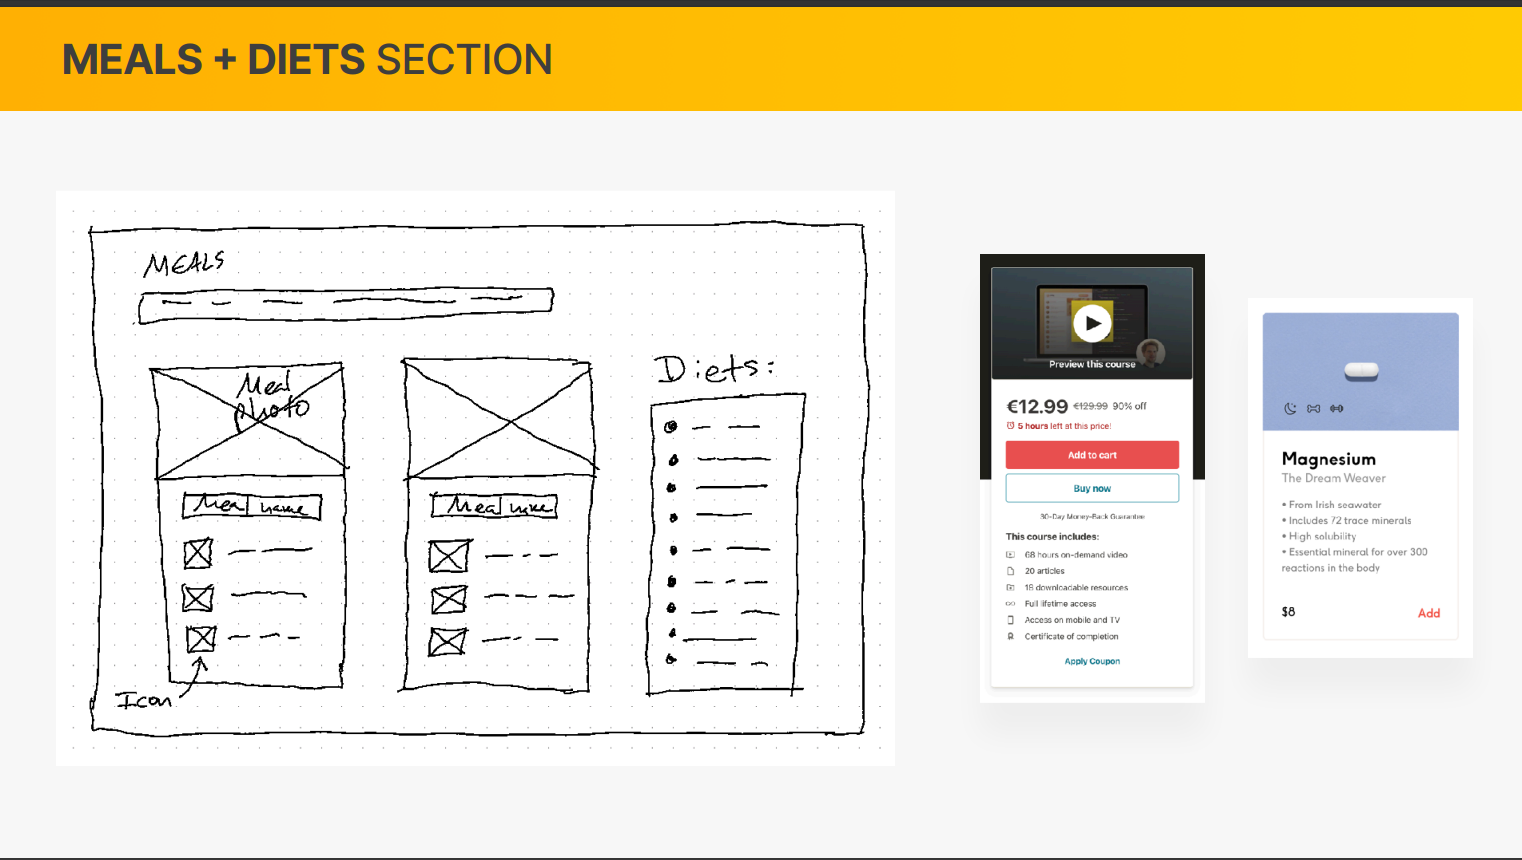 MEALS + DIETS SECTION
MEALS
Meal
photo
Meal name
Meal name
Icon
Diets:
Preview this course
€12.99 €129.99 90% off
5 hours left at this price!
Add to cart
Buy now
30-Day Money-Back Guarantee
This course includes:
68 hours on-demand video
20 articles
18 downloadable resources
Full lifetime access
Access on mobile and TV
Certificate of completion
Apply Coupon
Magnesium
The Dream Weaver
• From Irish seawater
• Includes 72 trace minerals
• High solubility
• Essential mineral for over 300
reactions in the body
$8 Add